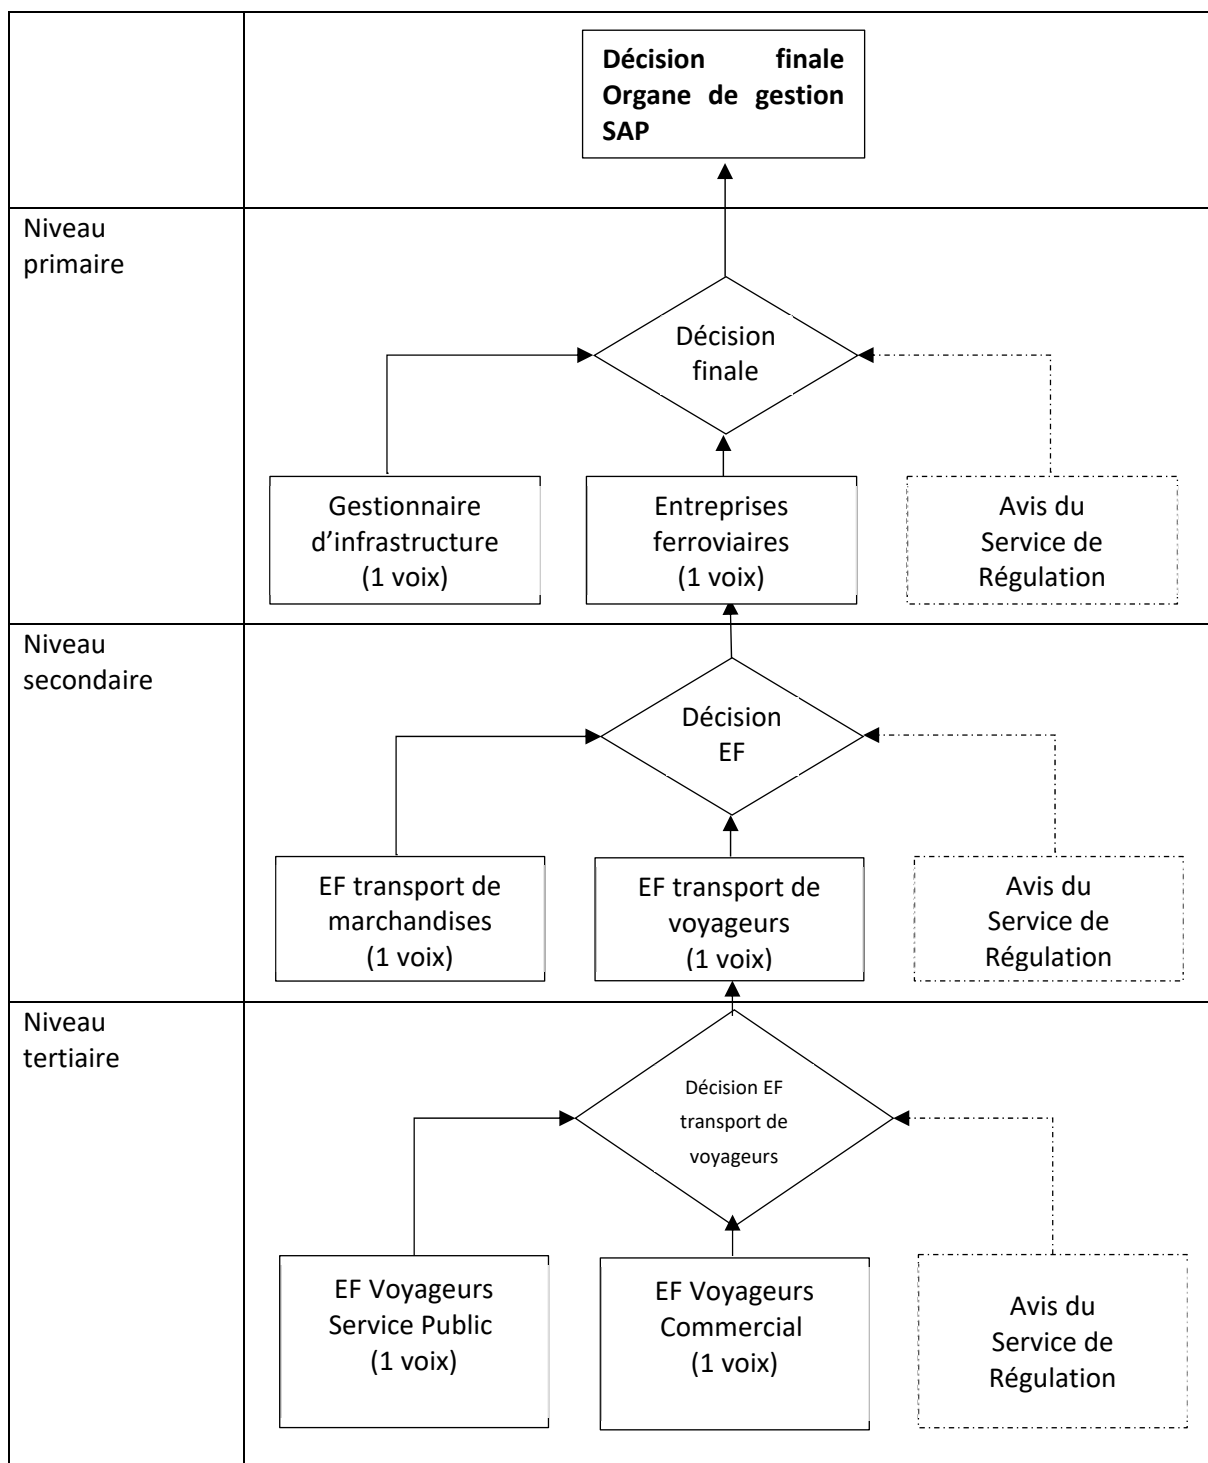 Décision finale
Organe de gestion
SAP
Niveau
primaire
Décision
finale
Gestionnaire
d’infrastructure
(1 voix)
Entreprises
ferroviaires
(1 voix)
Avis du
Service de
Régulation
Niveau
secondaire
Décision
EF
EF transport de
marchandises
(1 voix)
EF transport de
voyageurs
(1 voix)
Avis du
Service de
Régulation
Niveau
tertiaire
Décision EF
transport de
voyageurs
EF Voyageurs
Service Public
(1 voix)
EF Voyageurs
Commercial
(1 voix)
Avis du
Service de
Régulation